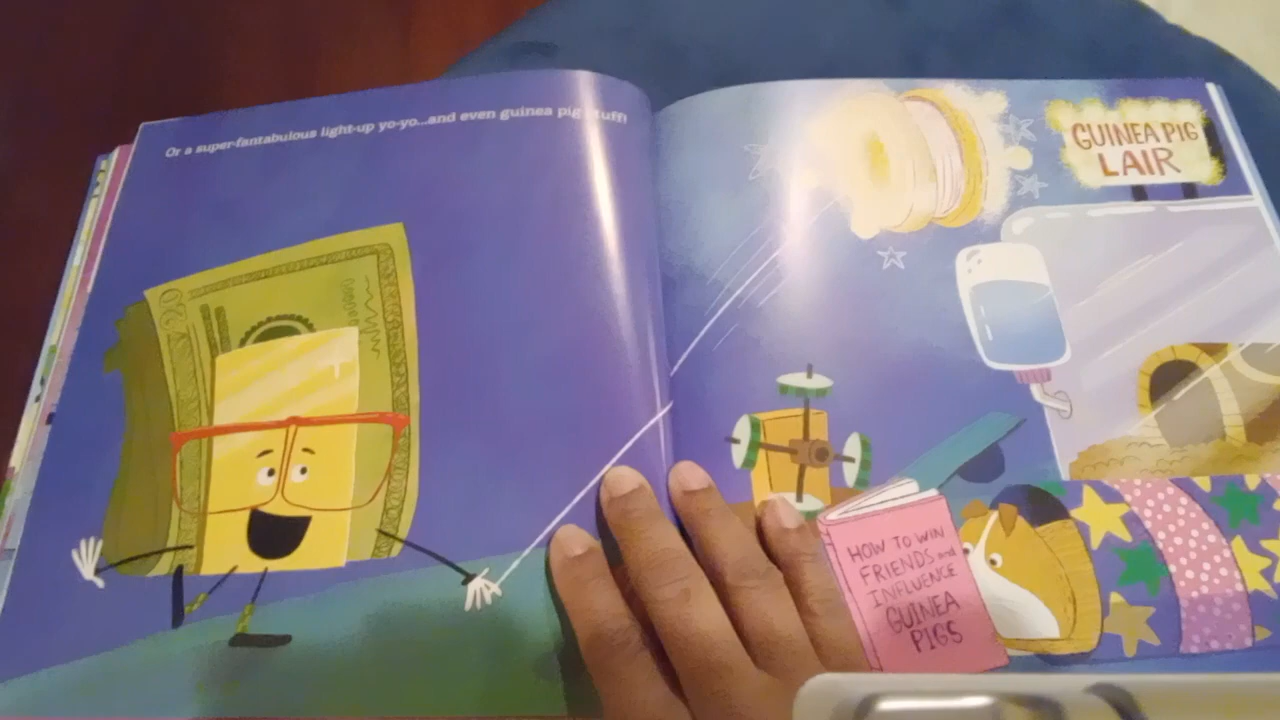 Or a super-fantabulous light-up yo-yo...and even guinea pig stuff!
GUINEA PIG
LAIR
HOW TO WIN
FRIENDS and
INFLUENCE
GUINEA
PIGS